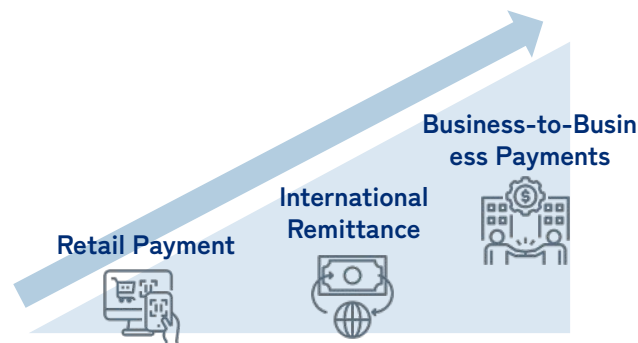 Business-to-Busin
ess Payments
International
Remittance
Retail Payment